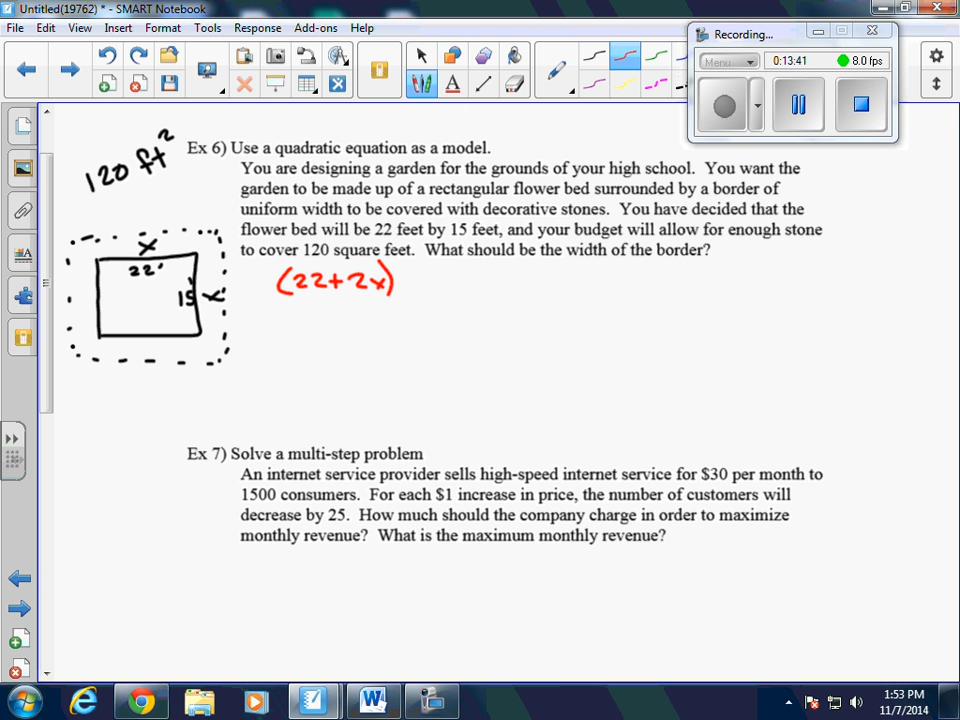 Untitled(19762) * - SMART Notebook
File Edit View Insert Format Tools Response Add-ons Help
Recording...
Menu
0:13:41
8.0 fps
120 ft²
Ex 6) Use a quadratic equation as a model.
You are designing a garden for the grounds of your high school. You want the
garden to be made up of a rectangular flower bed surrounded by a border of
uniform width to be covered with decorative stones. You have decided that the
flower bed will be 22 feet by 15 feet, and your budget will allow for enough stone
to cover 120 square feet. What should be the width of the border?
x
22'
15' x
(22+2x)
Ex 7) Solve a multi-step problem
An internet service provider sells high-speed internet service for $30 per month to
1500 consumers. For each $1 increase in price, the number of customers will
decrease by 25. How much should the company charge in order to maximize
monthly revenue? What is the maximum monthly revenue?
1:53 PM
11/7/2014